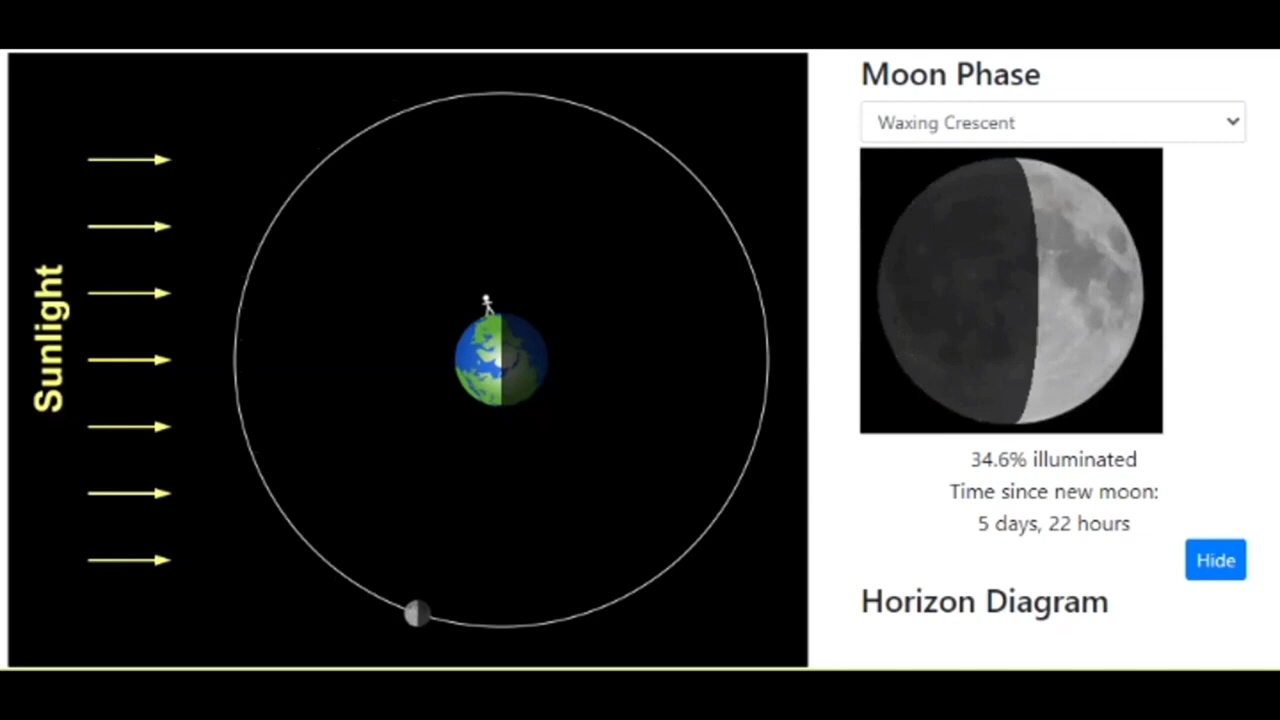 Sunlight
Moon Phase
Waxing Crescent
34.6% illuminated
Time since new moon:
5 days, 22 hours
Hide
Horizon Diagram